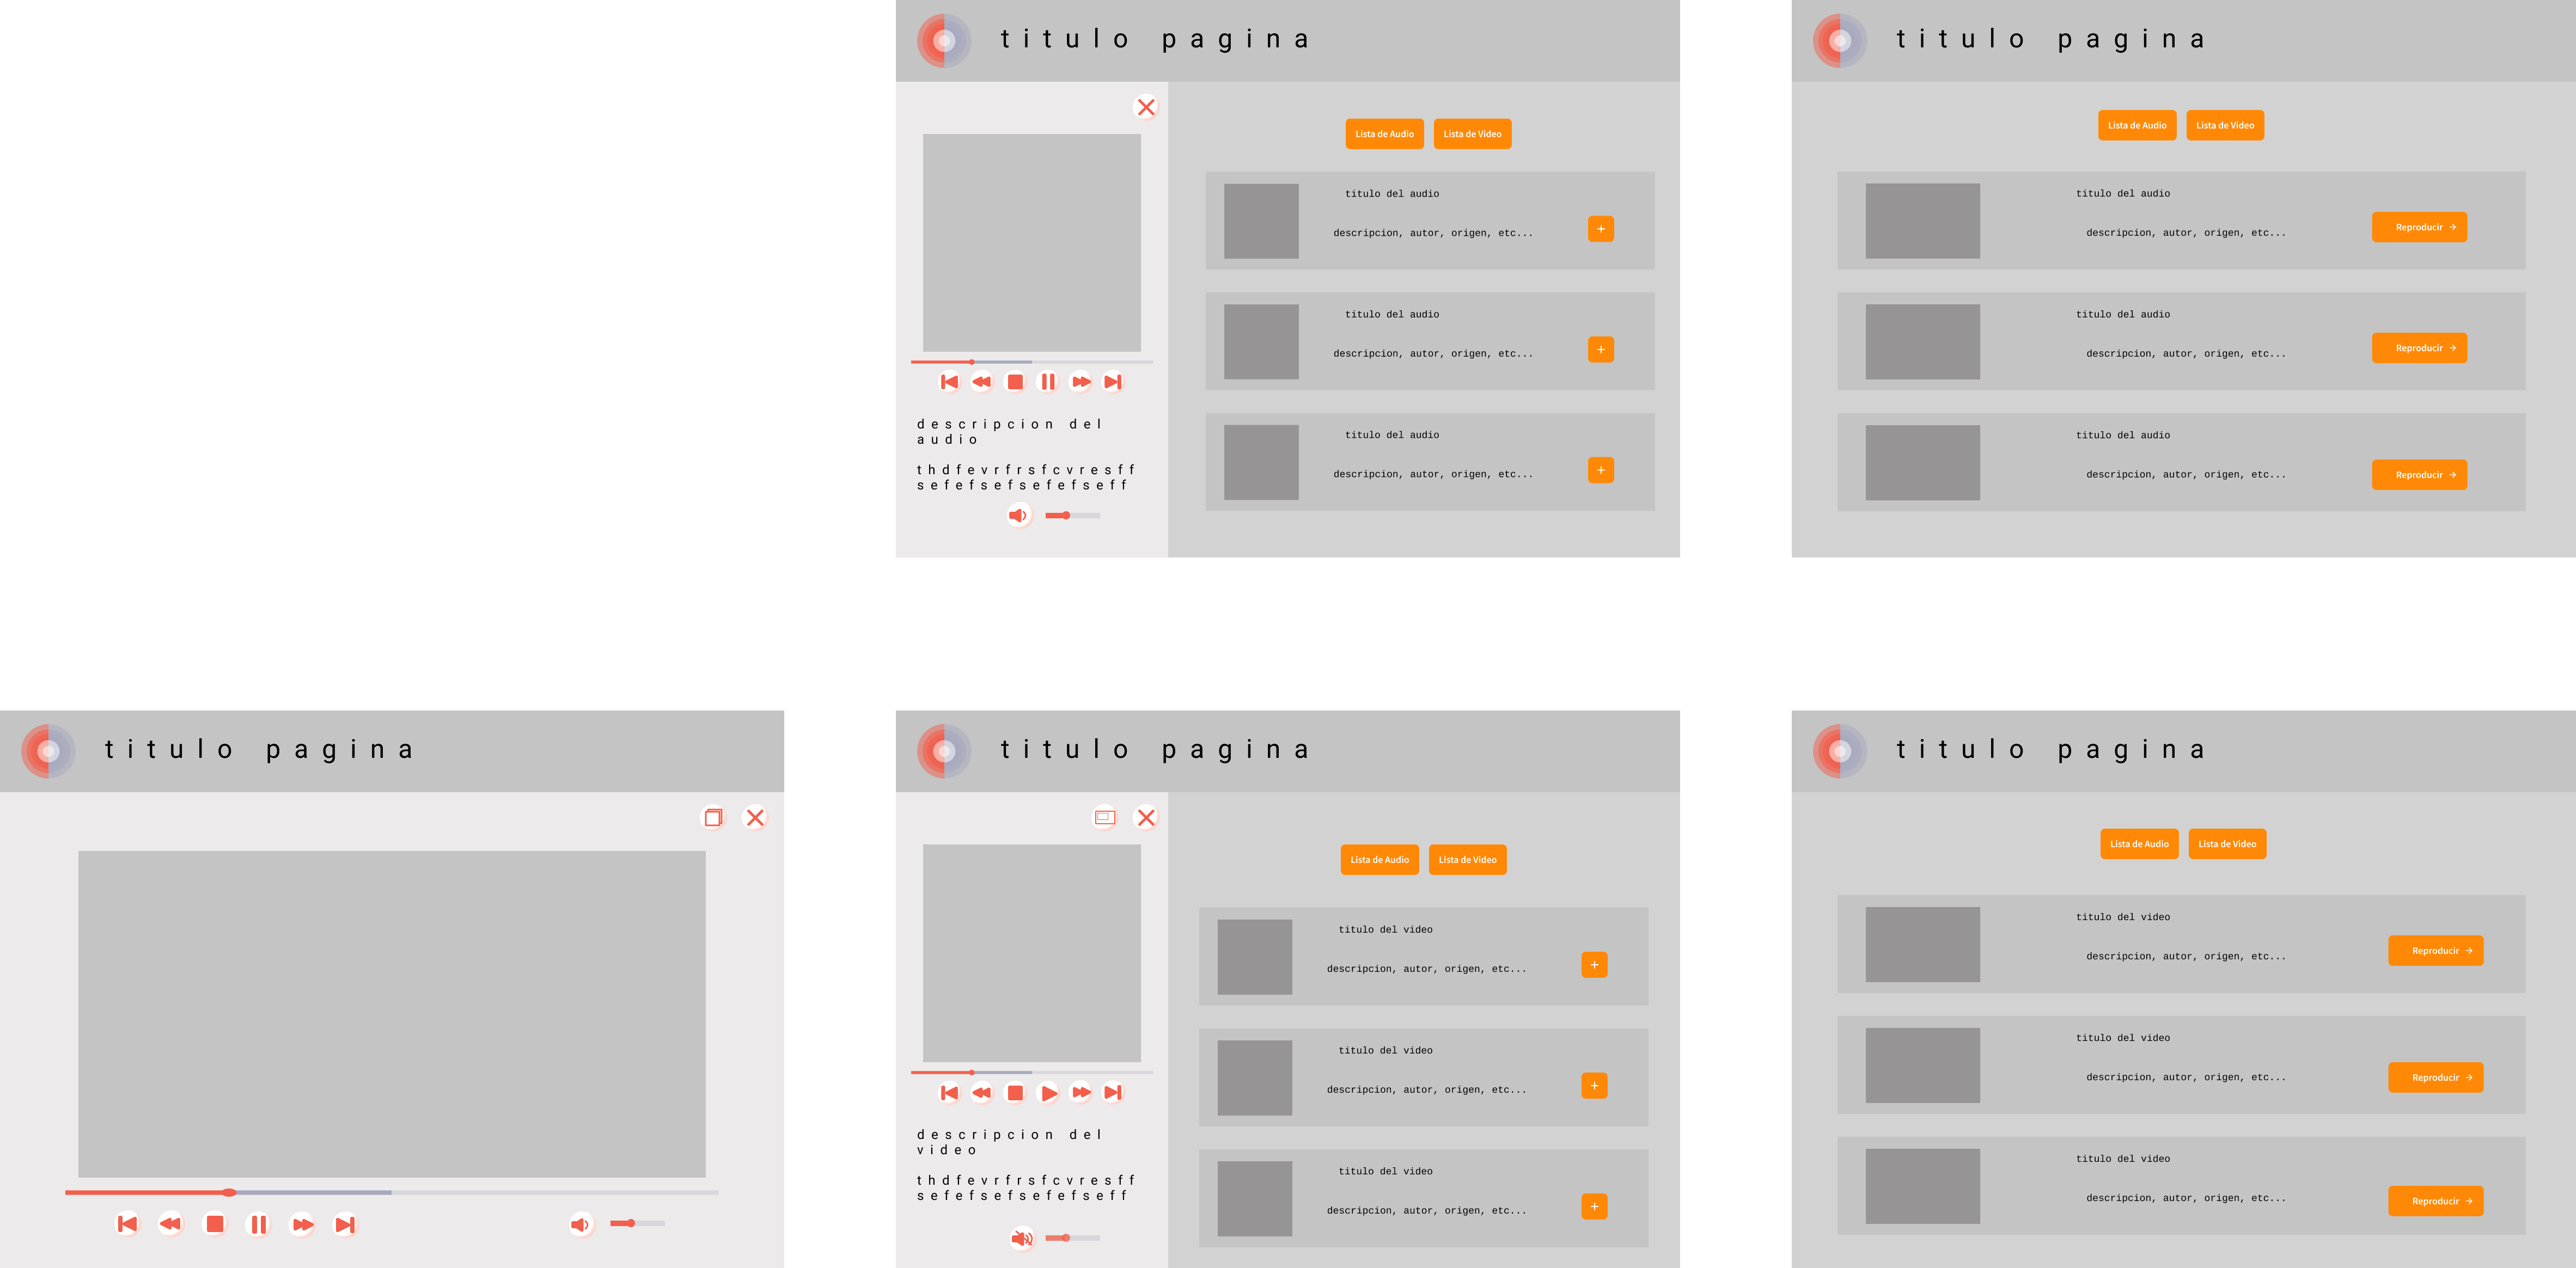 titulo pagina
Lista de Audio
Lista de Video
titulo del audio
descripcion, autor, origen, etc...
titulo del audio
descripcion, autor, origen, etc...
titulo del audio
descripcion, autor, origen, etc...
descripcion del
audio
thdfevrfrsfcvresff
sefefsefsefefseff
titulo pagina
Lista de Audio
Lista de Video
titulo del audio
descripcion, autor, origen, etc...
Reproducir
titulo del audio
descripcion, autor, origen, etc...
Reproducir
titulo del audio
descripcion, autor, origen, etc...
Reproducir
titulo pagina
titulo pagina
Lista de Audio
Lista de Video
titulo del video
descripcion, autor, origen, etc...
titulo del video
descripcion, autor, origen, etc...
titulo del video
descripcion, autor, origen, etc...
descripcion del
video
thdfevrfrsfcvresff
sefefsefsefefseff
titulo pagina
Lista de Audio
Lista de Video
titulo del video
descripcion, autor, origen, etc...
Reproducir
titulo del video
descripcion, autor, origen, etc...
Reproducir
titulo del video
descripcion, autor, origen, etc...
Reproducir